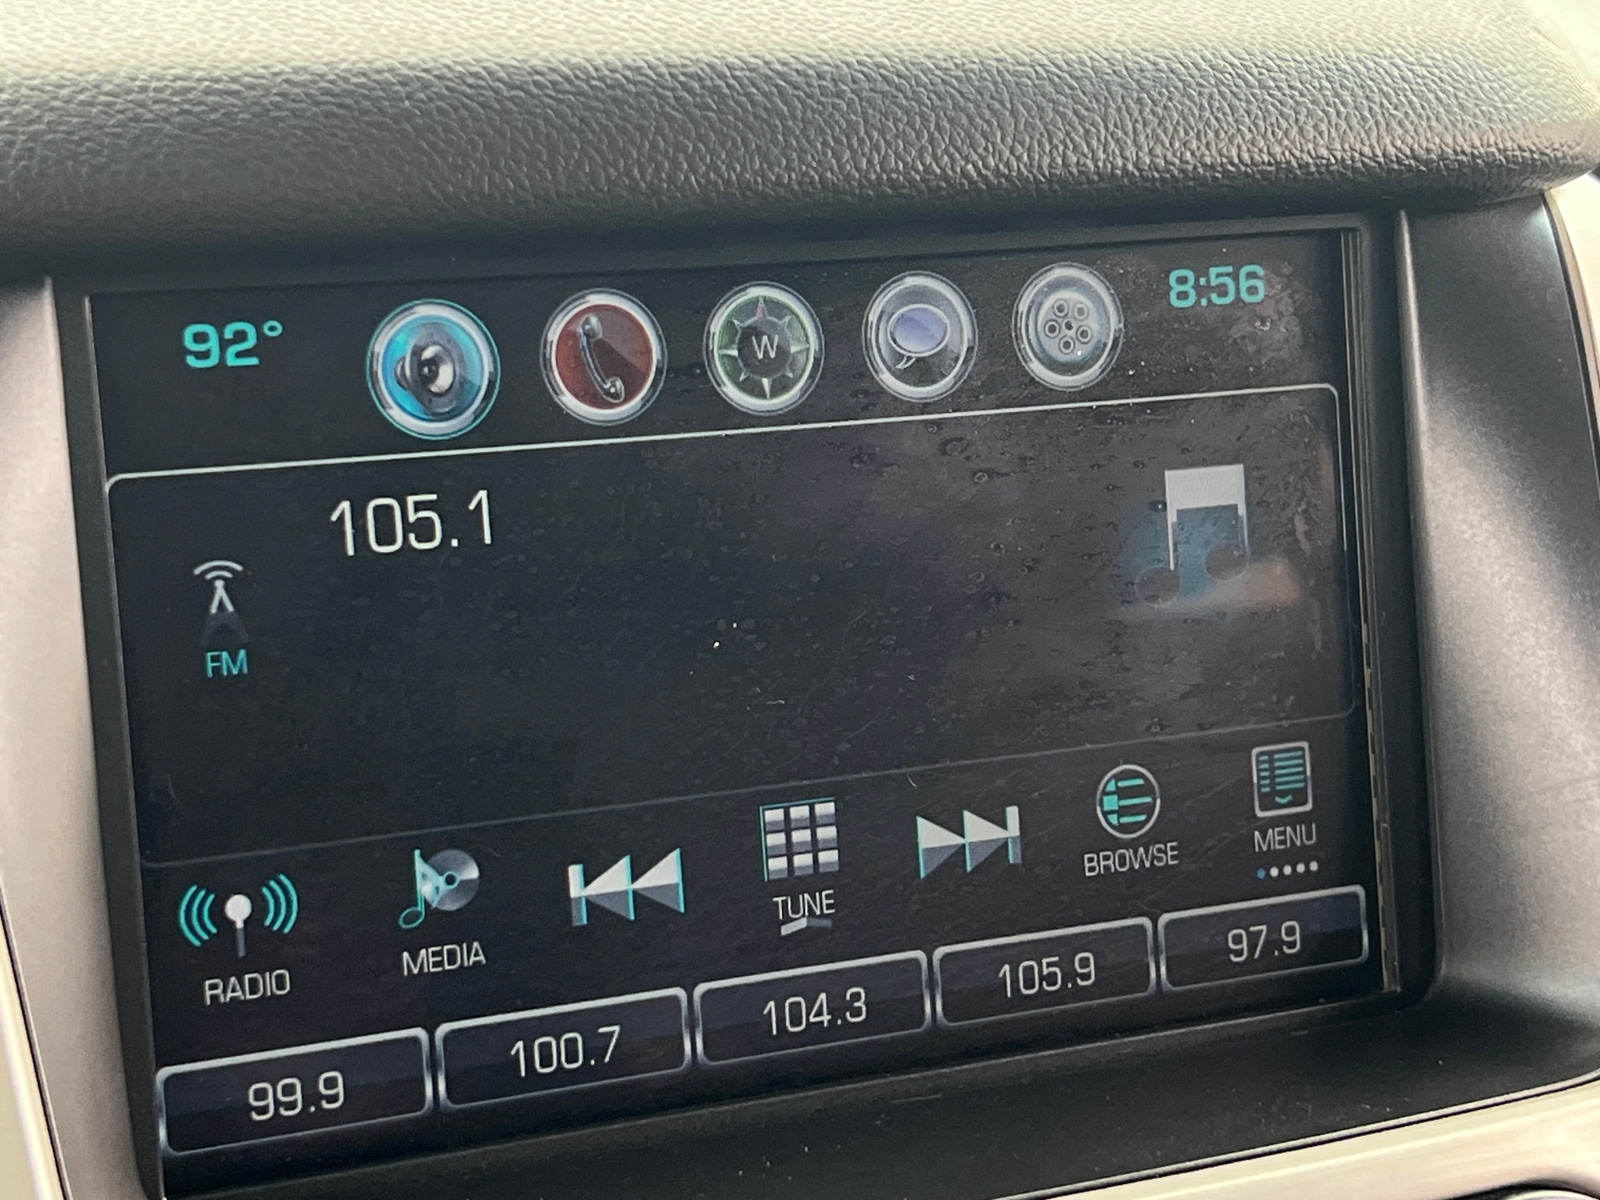 92°
W
8:56
105.1
FM
RADIO
MEDIA
TUNE
BROWSE
MENU
99.9
100.7
104.3
105.9
97.9